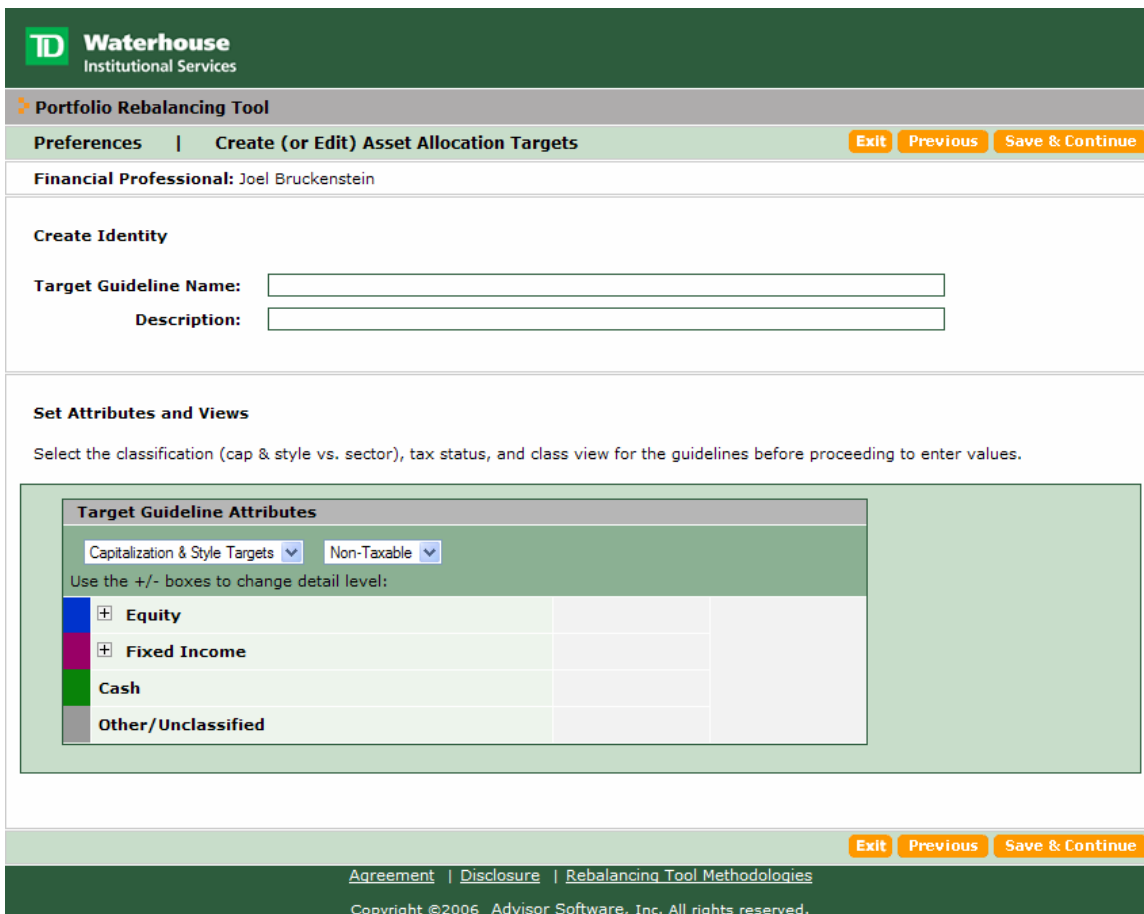 TD Waterhouse
Institutional Services
Portfolio Rebalancing Tool
Preferences | Create (or Edit) Asset Allocation Targets Exit Previous Save & Continue
Financial Professional: Joel Bruckenstein
Create Identity
Target Guideline Name:
Description:
Set Attributes and Views
Select the classification (cap & style vs. sector), tax status, and class view for the guidelines before proceeding to enter values.
Target Guideline Attributes
Capitalization & Style Targets Non-Taxable
Use the +/- boxes to change detail level:
+ Equity
+ Fixed Income
Cash
Other/Unclassified
Exit Previous Save & Continue
Agreement | Disclosure | Rebalancing Tool Methodologies
Copyright ©2006 Advisor Software, Inc. All rights reserved.